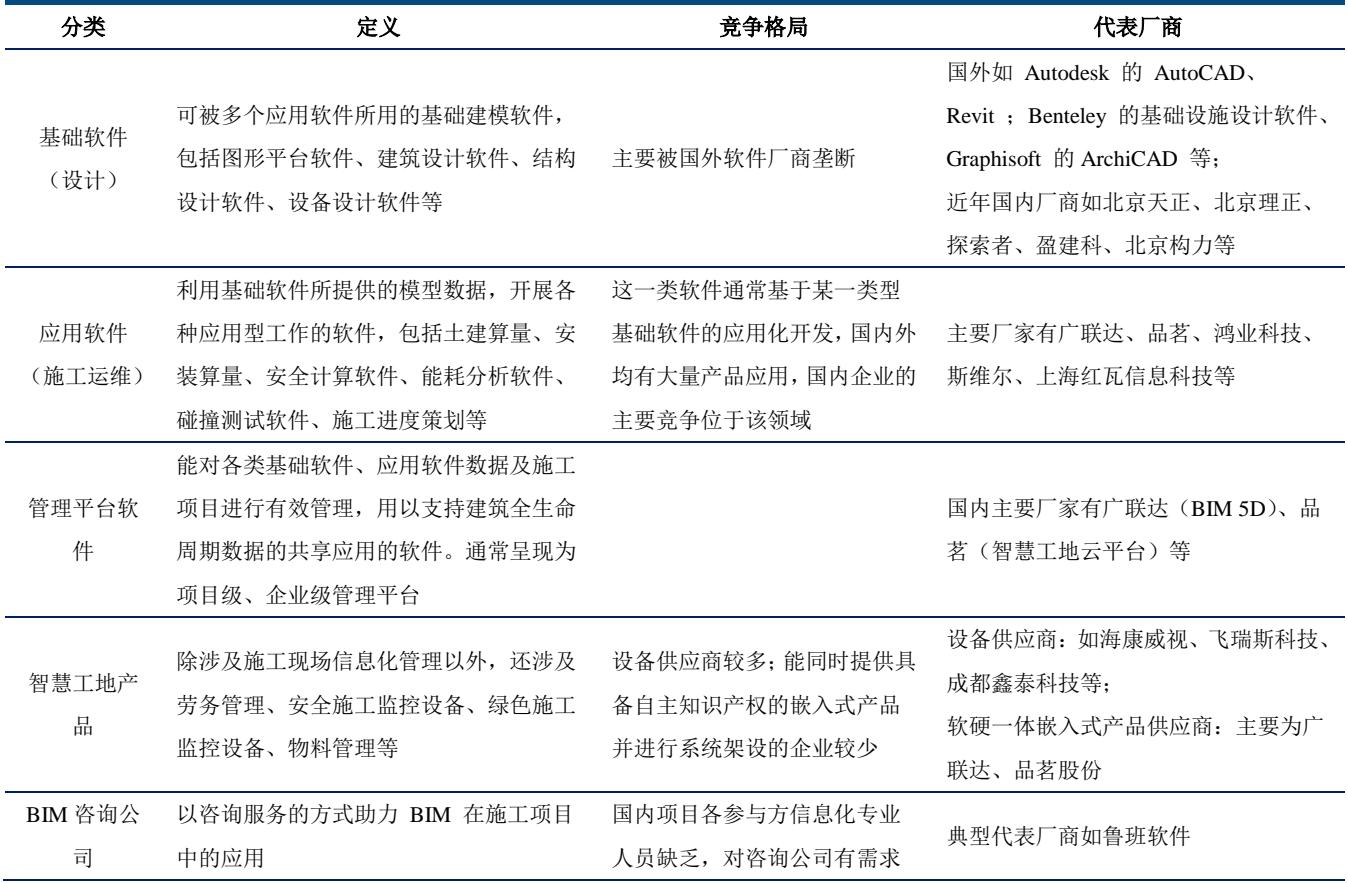 分类 定义 竞争格局 代表厂商
基础软件
（设计）
可被多个应用软件所用的基础建模软件，
包括图形平台软件、建筑设计软件、结构
设计软件、设备设计软件等
主要被国外软件厂商垄断
国外如 Autodesk 的 AutoCAD、
Revit ；Benteley 的基础设施设计软件、
Graphisoft 的 ArchiCAD 等；
近年国内厂商如北京天正、北京理正、
探索者、盈建科、北京构力等
应用软件
（施工运维）
利用基础软件所提供的模型数据，开展各
种应用型工作的软件，包括土建算量、安
装算量、安全计算软件、能耗分析软件、
碰撞测试软件、施工进度策划等
这一类软件通常基于某一类型
基础软件的应用化开发，国内外
均有大量产品应用，国内企业的
主要竞争位于该领域
主要厂家有广联达、品茗、鸿业科技、
斯维尔、上海红瓦信息科技等
管理平台软
件
能对各类基础软件、应用软件数据及施工
项目进行有效管理，用以支持建筑全生命
周期数据的共享应用的软件。通常呈现为
项目级、企业级管理平台
国内主要厂家有广联达（BIM 5D）、品
茗（智慧工地云平台）等
智慧工地产
品
除涉及施工现场信息化管理以外，还涉及
劳务管理、安全施工监控设备、绿色施工
监控设备、物料管理等
设备供应商较多；能同时提供具
备自主知识产权的嵌入式产品
并进行系统架设的企业较少
设备供应商：如海康威视、飞瑞斯科技、
成都鑫泰科技等；
软硬一体嵌入式产品供应商：主要为广
联达、品茗股份
BIM 咨询公
司
以咨询服务的方式助力 BIM 在施工项目
中的应用
国内项目各参与方信息化专业
人员缺乏，对咨询公司有需求
典型代表厂商如鲁班软件